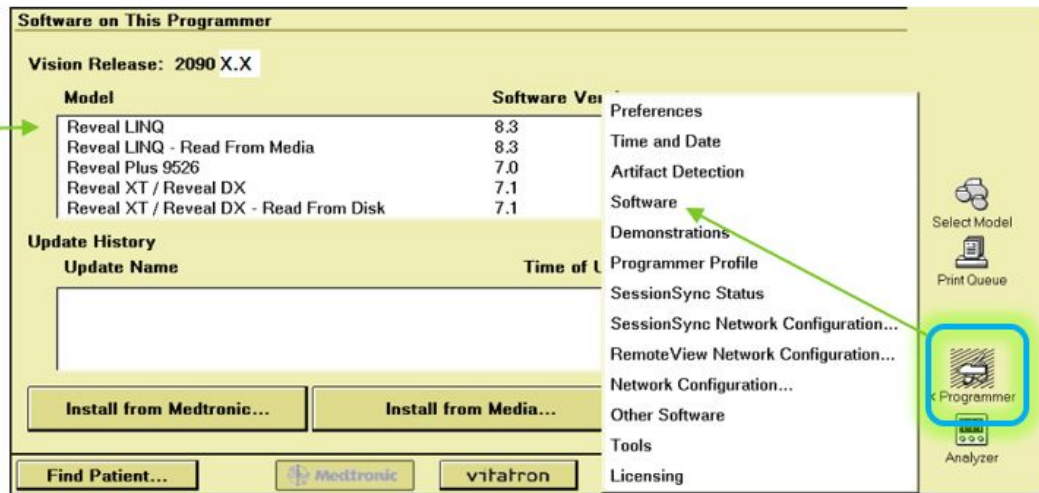 Software on This Programmer
Vision Release: 2090 X.X
Model
Software Ver
Reveal LINQ 8.3
Reveal LINQ - Read From Media 8.3
Reveal Plus 9526 7.0
Reveal XT / Reveal DX 7.1
Reveal XT / Reveal DX - Read From Disk 7.1
Update History
Update Name
Time of U
Install from Medtronic...
Install from Media...
Find Patient...
Medtronic
vitatron
Preferences
Time and Date
Artifact Detection
Software
Demonstrations
Programmer Profile
SessionSync Status
SessionSync Network Configuration...
RemoteView Network Configuration...
Network Configuration...
Other Software
Tools
Licensing
Select Model
Print Queue
< Programmer
Analyzer